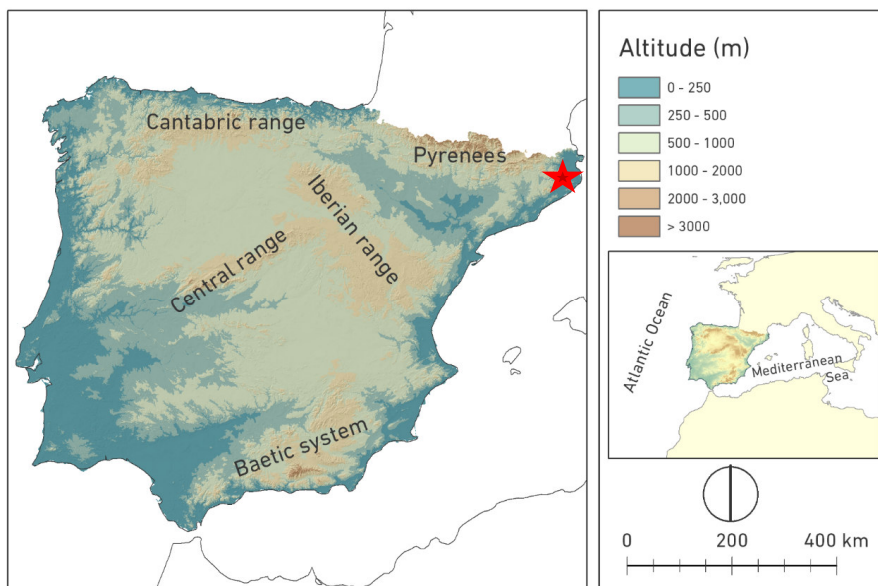 Cantabric range
Pyrenees
Iberian range
Central range
Baetic system
Altitude (m)
0 - 250
250 - 500
500 - 1000
1000 - 2000
2000 - 3,000
> 3000
Atlantic Ocean
Mediterranean
Sea
0 200 400 km